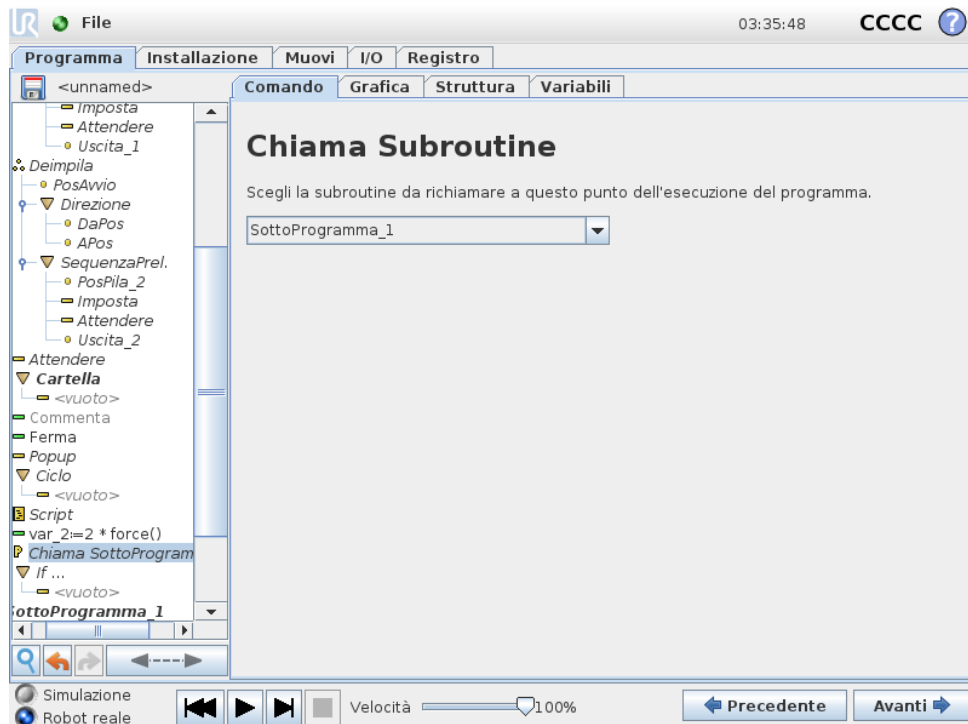 File
03:35:48
CCCC
?
Programma
Installazione
Muovi
I/O
Registro
<unnamed>
Comando
Grafica
Struttura
Variabili
Imposta
Attendere
Uscita_1
Deimpila
PosAvvio
Direzione
DaPos
APos
SequenzaPrel.
PosPila_2
Imposta
Attendere
Uscita_2
Attendere
Cartella
<vuoto>
Commenta
Ferma
Popup
Ciclo
<vuoto>
Script
var_2:=2 * force()
Chiama SottoProgram
If ...
<vuoto>
SottoProgramma_1
Chiama Subroutine
Scegli la subroutine da richiamare a questo punto dell'esecuzione del programma.
SottoProgramma_1
Simulazione
Robot reale
Velocità
100%
Precedente
Avanti